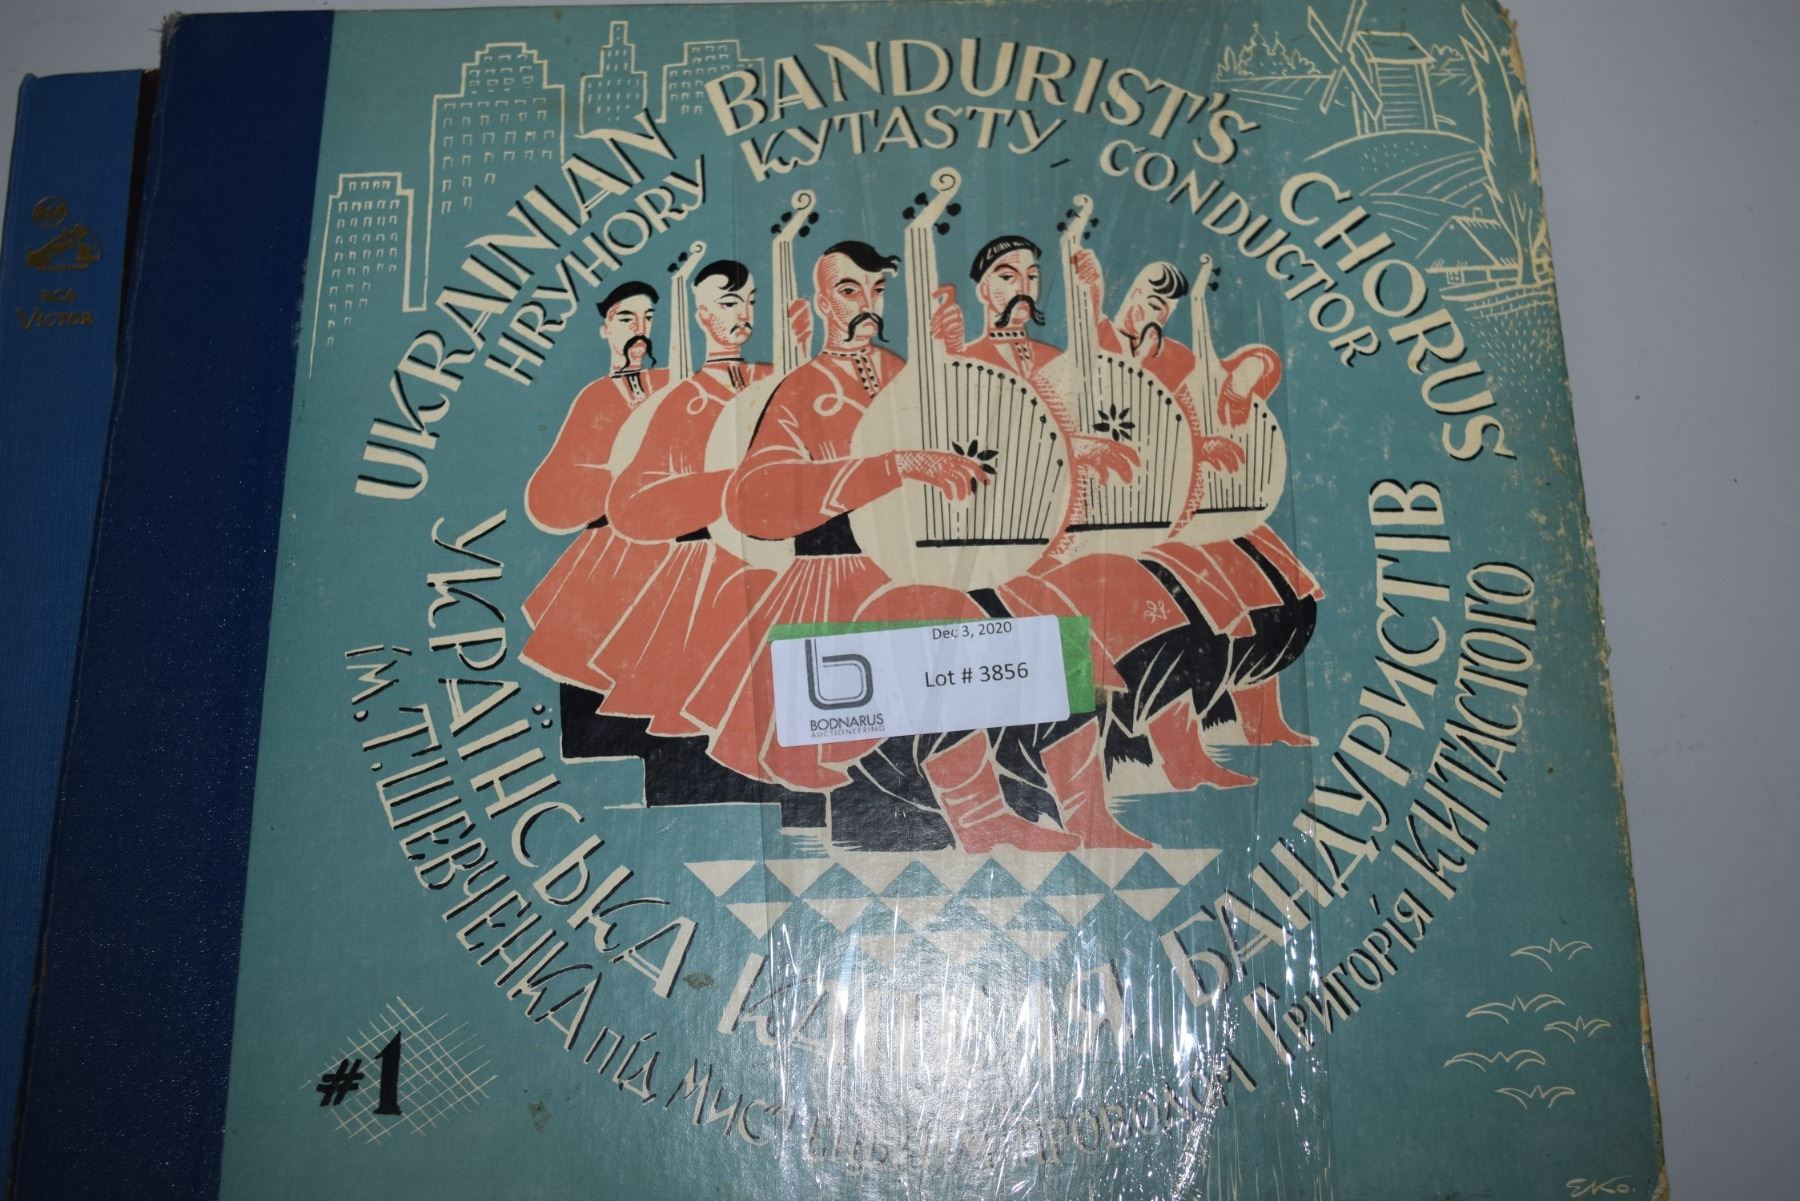 UKRAINIAN BANDURIST'S CHORUS
HRYHORY KYTASTY, CONDUCTOR
RCA
VICTOR
Dec 3, 2020
Lot # 3856
BODNARUS
AUCTIONEERING
УКРАЇНСЬКА КАПЕЛЯ БАНДУРИСТІВ
ІМ. Т. ШЕВЧЕНКА ПІД МИСТЕЦЬКИМ ПРОВОДОМ ГРИГОРІЯ КИТАСТОГО
#1